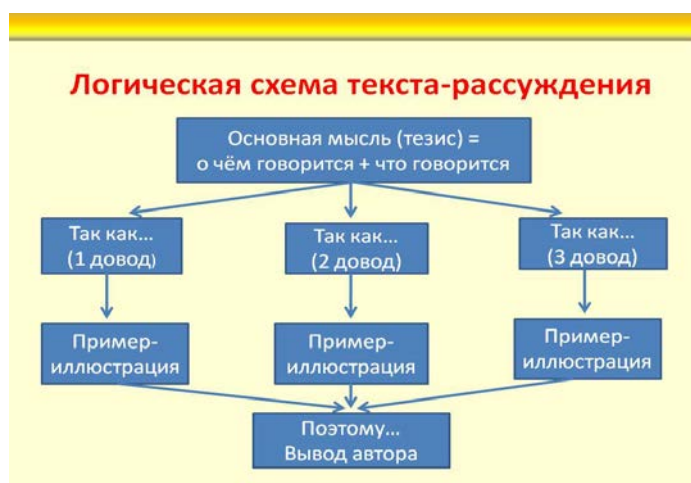 Логическая схема текста-рассуждения
Основная мысль (тезис) =
о чём говорится + что говорится
Так как...
(1 довод)
Так как...
(2 довод)
Так как...
(3 довод)
Пример-
иллюстрация
Пример-
иллюстрация
Пример-
иллюстрация
Поэтому...
Вывод автора